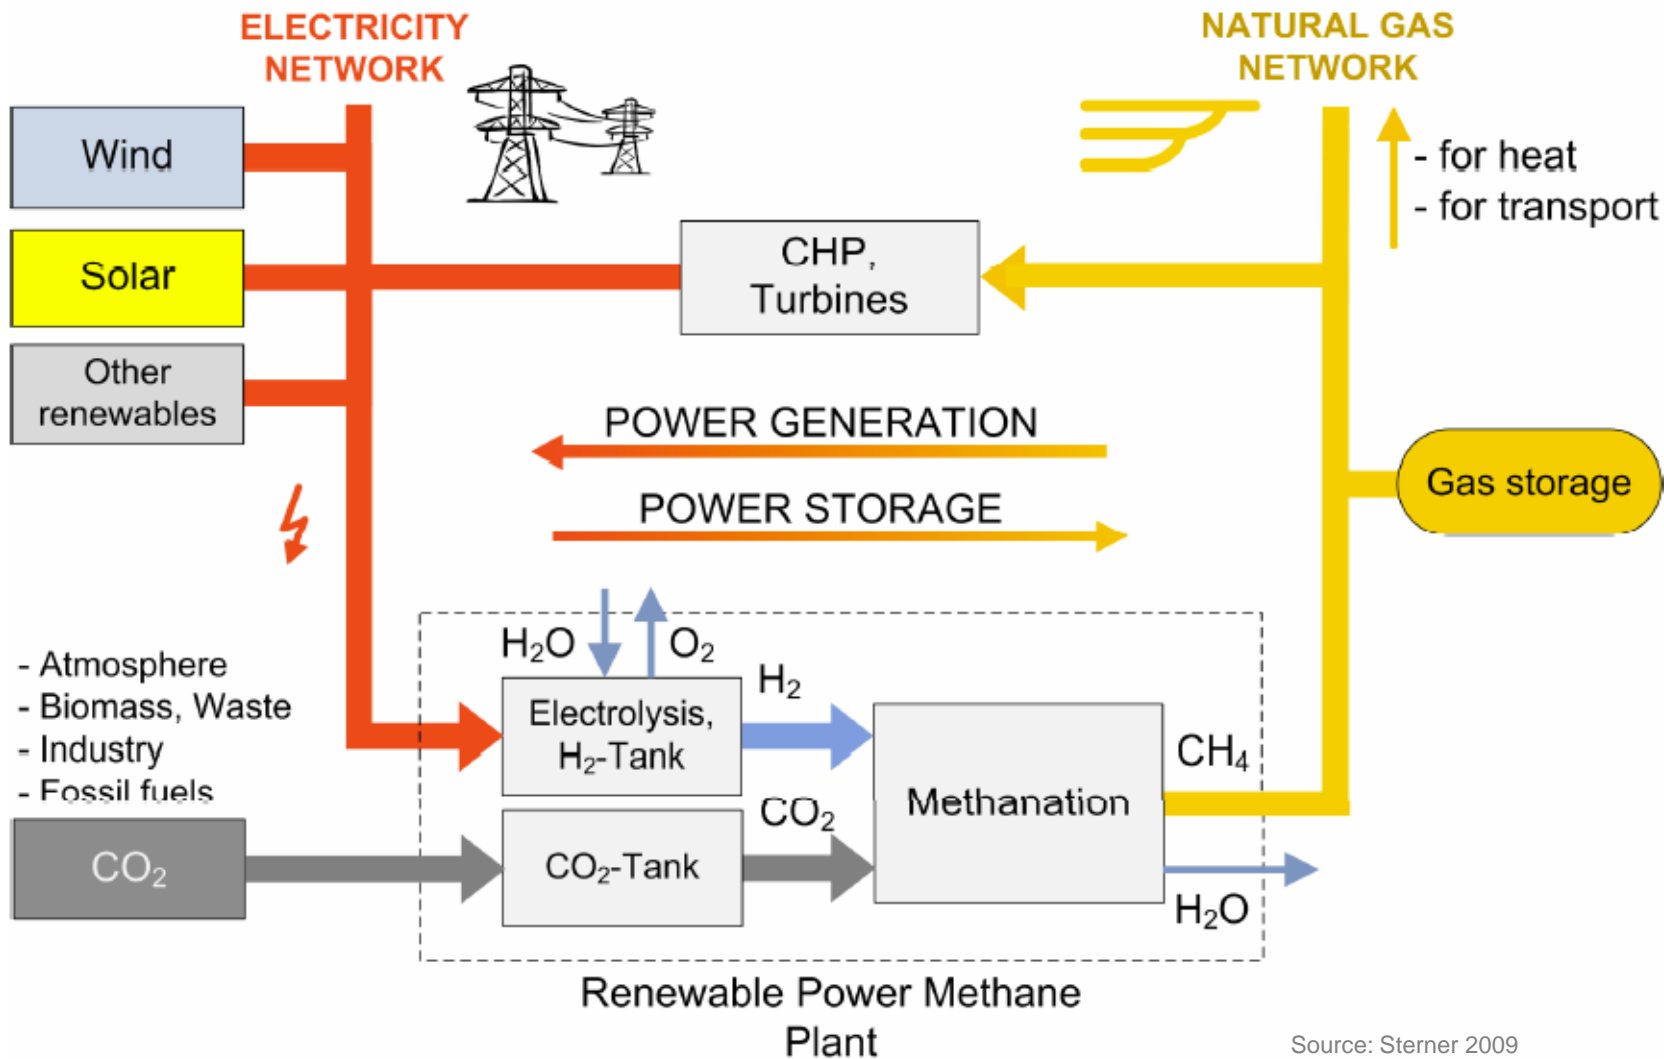 ELECTRICITY
NETWORK
NATURAL GAS
NETWORK
Wind
Solar
Other
renewables
CHP,
Turbines
- for heat
- for transport
POWER GENERATION
POWER STORAGE
Gas storage
- Atmosphere
- Biomass, Waste
- Industry
- Fossil fuels
CO₂
H₂O
O₂
Electrolysis,
H₂-Tank
H₂
CO₂-Tank
CO₂
Methanation
CH₄
H₂O
Renewable Power Methane
Plant
Source: Sterner 2009